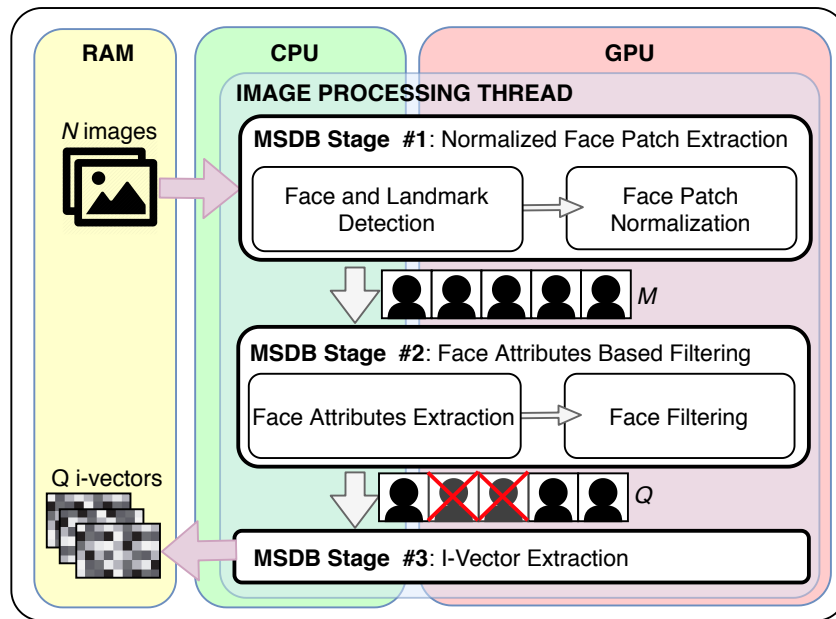 RAM
CPU
GPU
IMAGE PROCESSING THREAD
N images
MSDB Stage #1: Normalized Face Patch Extraction
Face and Landmark
Detection
Face Patch
Normalization
M
MSDB Stage #2: Face Attributes Based Filtering
Face Attributes Extraction
Face Filtering
Q i-vectors
Q
MSDB Stage #3: I-Vector Extraction